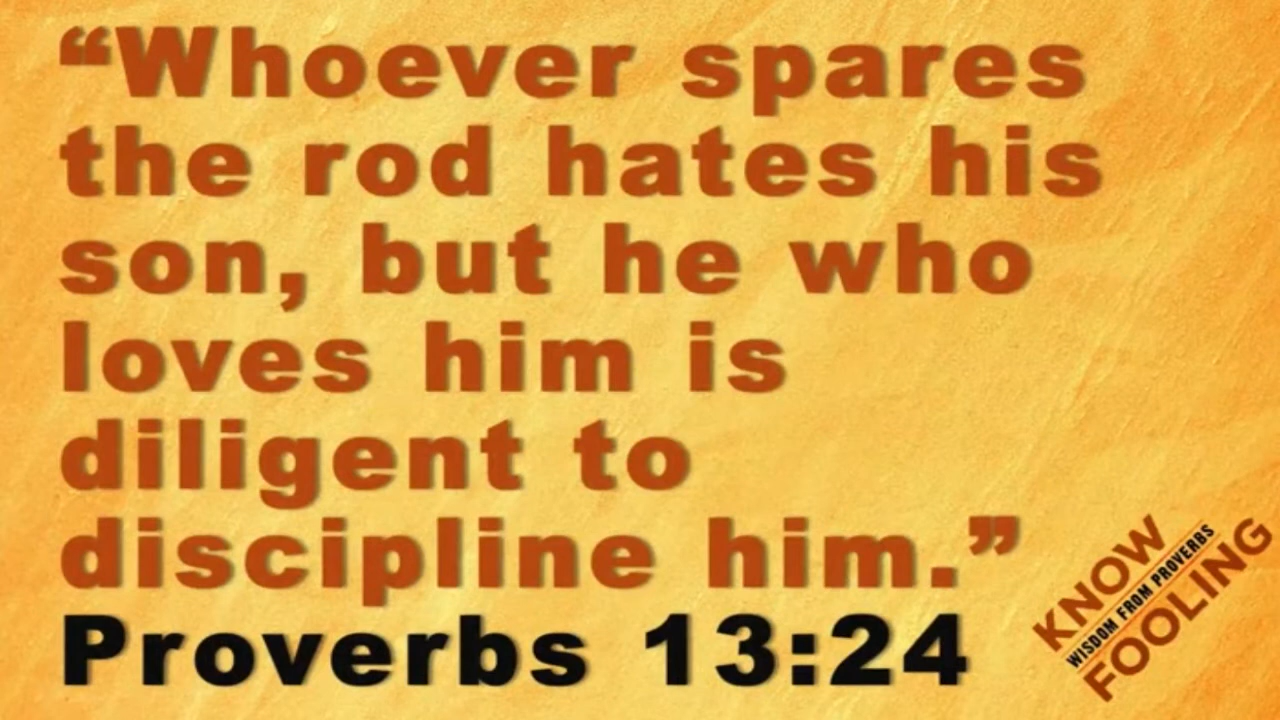 “Whoever spares
the rod hates his
son, but he who
loves him is
diligent to
discipline him.”
Proverbs 13:24
KNOW
WISDOM FROM PROVERBS
FOOLING